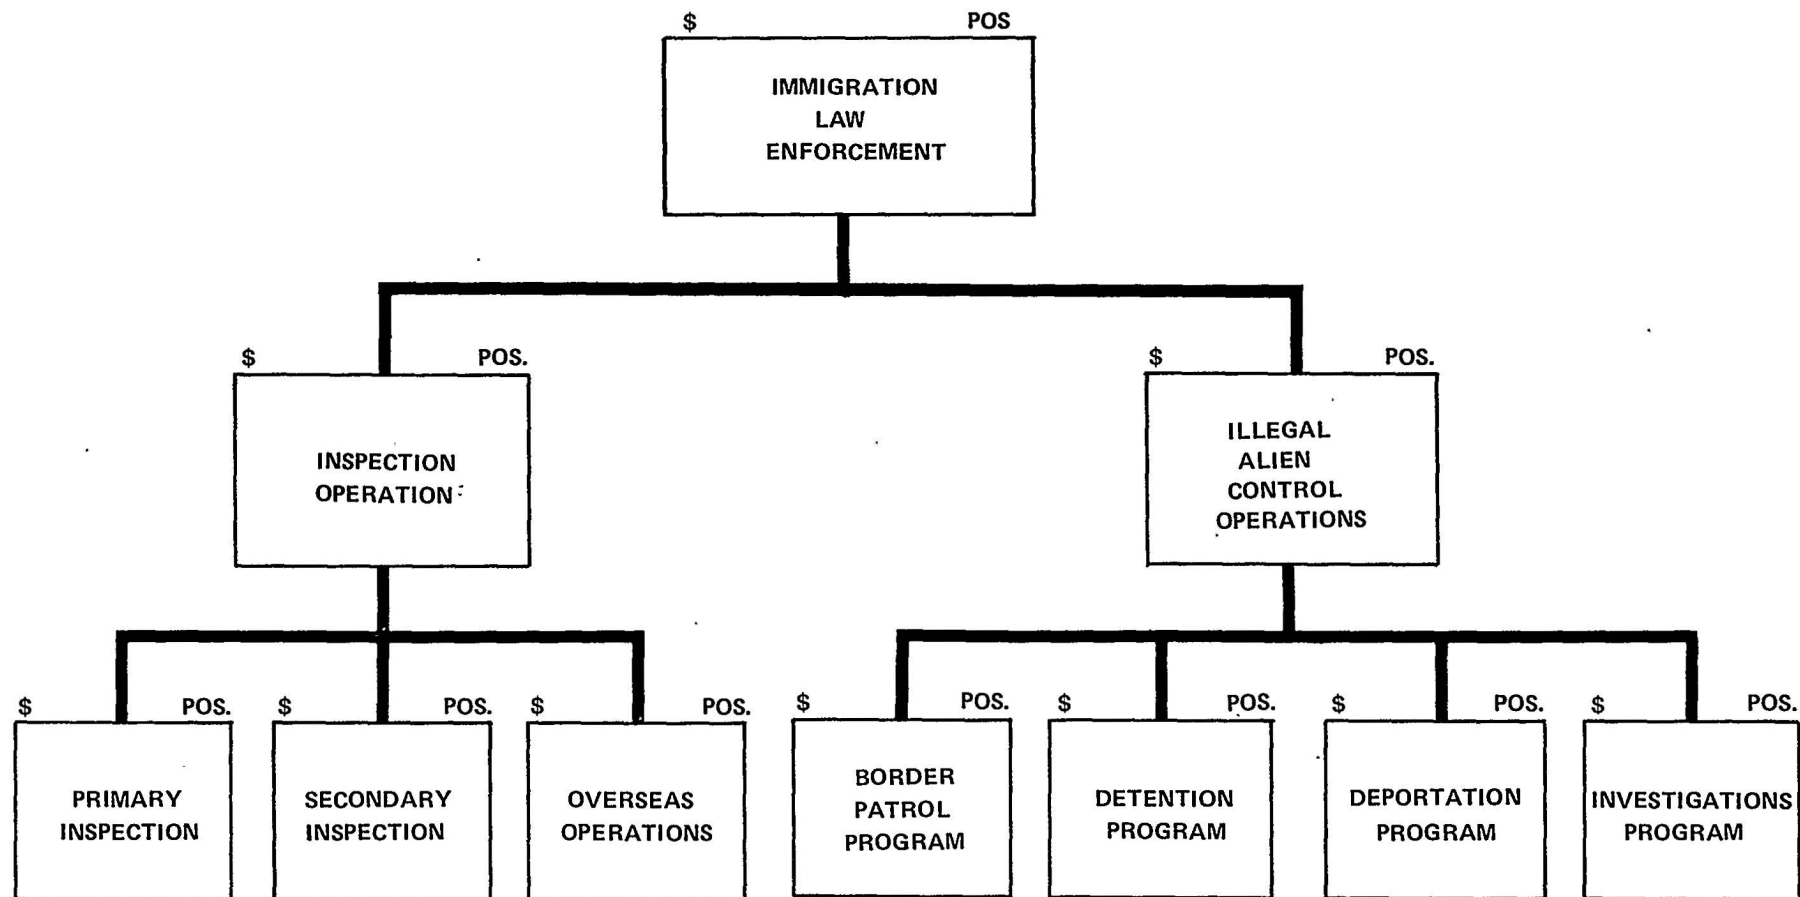 $ POS
IMMIGRATION
LAW
ENFORCEMENT
$ POS.
INSPECTION
OPERATION
$ POS.
ILLEGAL
ALIEN
CONTROL
OPERATIONS
$ POS.
PRIMARY
INSPECTION
$ POS.
SECONDARY
INSPECTION
$ POS.
OVERSEAS
OPERATIONS
$ POS.
BORDER
PATROL
PROGRAM
$ POS.
DETENTION
PROGRAM
$ POS.
DEPORTATION
PROGRAM
$ POS.
INVESTIGATIONS
PROGRAM